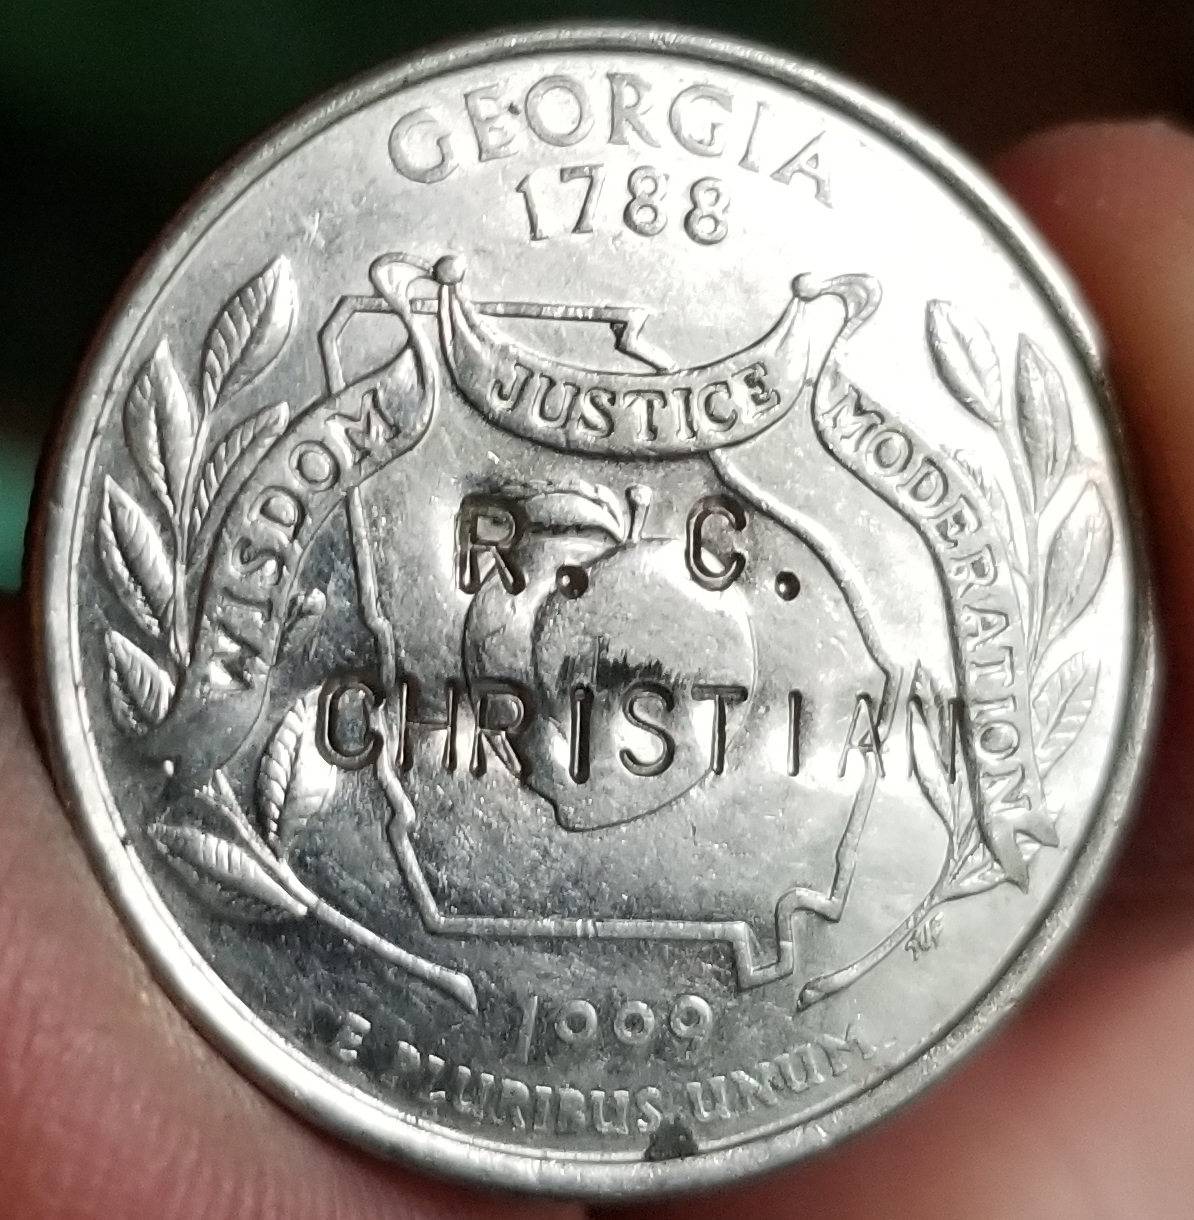 GEORGIA
1788
WISDOM
JUSTICE
MODERATION
R. C.
CHRISTIAN
1999
E PLURIBUS UNUM